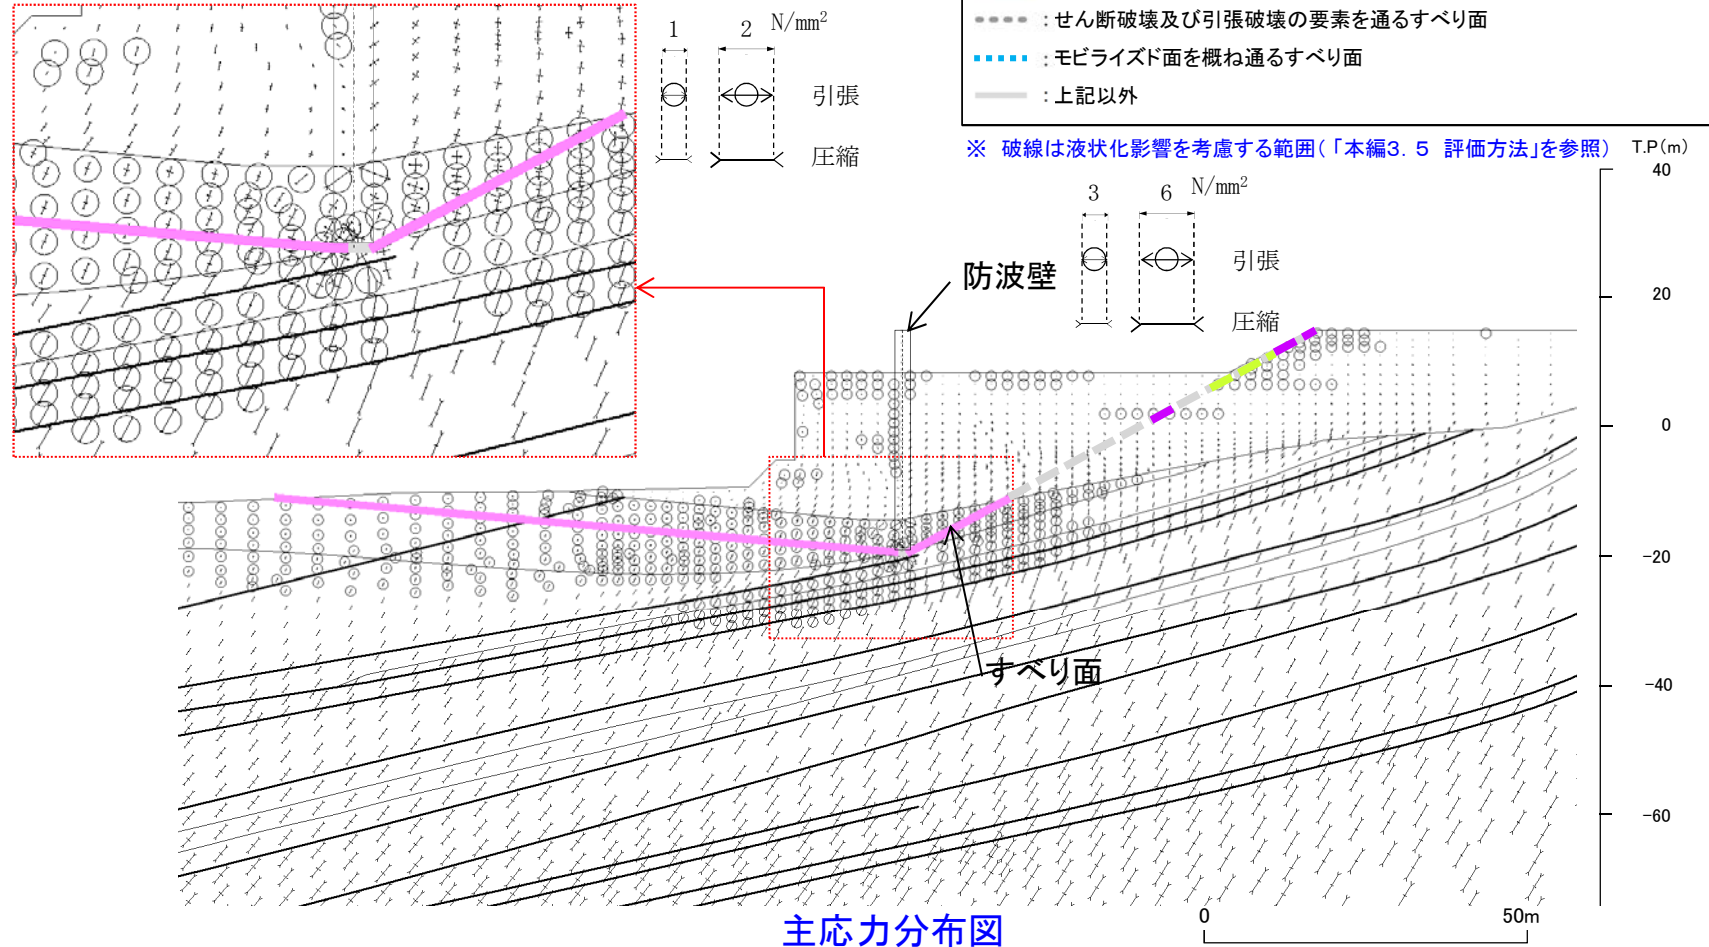 ：せん断破壊及び引張破壊の要素を通るすべり面
：モビライズド面を概ね通るすべり面
：上記以外
※ 破線は液状化影響を考慮する範囲(「本編3．5 評価方法」を参照)
1 2 N/mm²
引張
圧縮
3 6 N/mm²
引張
圧縮
T.P(m)
40
20
0
-20
-40
-60
防波壁
すべり面
主応力分布図
0 50m